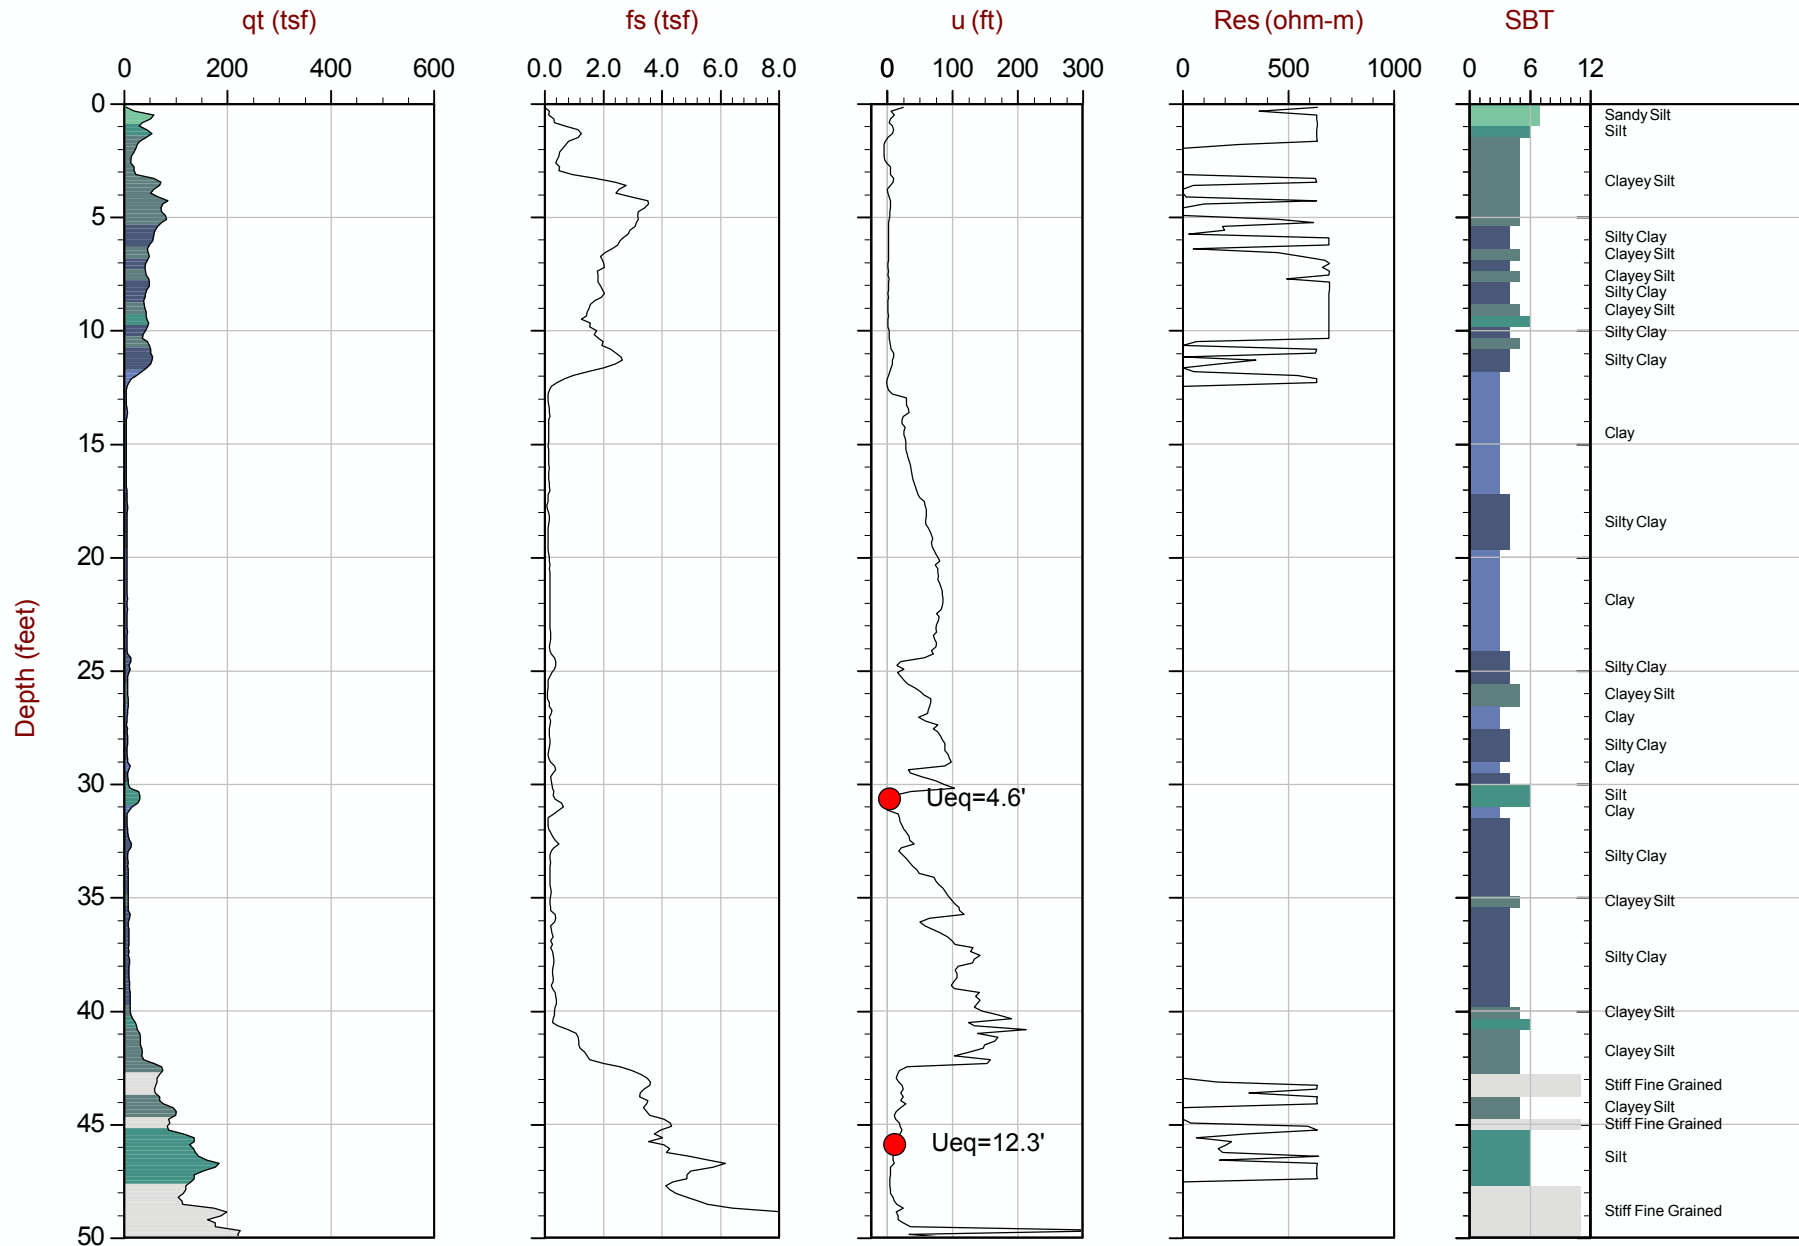 qt (tsf) fs (tsf) u (ft) Res (ohm-m) SBT
0 200 400 600 0.0 2.0 4.0 6.0 8.0 0 100 200 300 0 500 1000 0 6 12
0
Sandy Silt
Silt
Clayey Silt
5
Silty Clay
Clayey Silt
Clayey Silt
Silty Clay
Clayey Silt
10
Silty Clay
Silty Clay
Clay
15
Silty Clay
20
Clay
Depth (feet)
Silty Clay
25
Clayey Silt
Clay
Silty Clay
Clay
30
Silt
Ueq=4.6'
Clay
Silty Clay
35
Clayey Silt
Silty Clay
40
Clayey Silt
Clayey Silt
Stiff Fine Grained
Clayey Silt
45
Stiff Fine Grained
Ueq=12.3'
Silt
Stiff Fine Grained
50